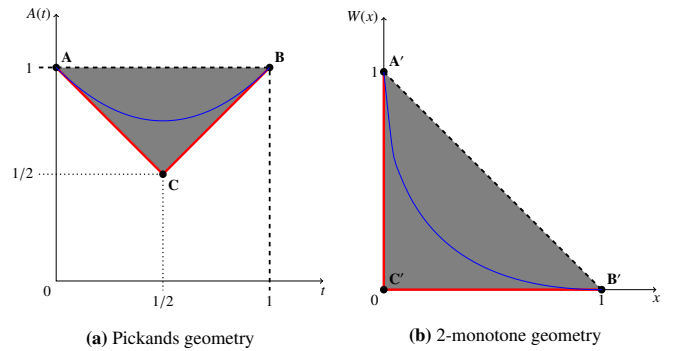 A(t)
A
B
1
C
1/2
0
1/2
1
t
(a) Pickands geometry
W(x)
A′
1
C′
B′
0
1
x
(b) 2-monotone geometry